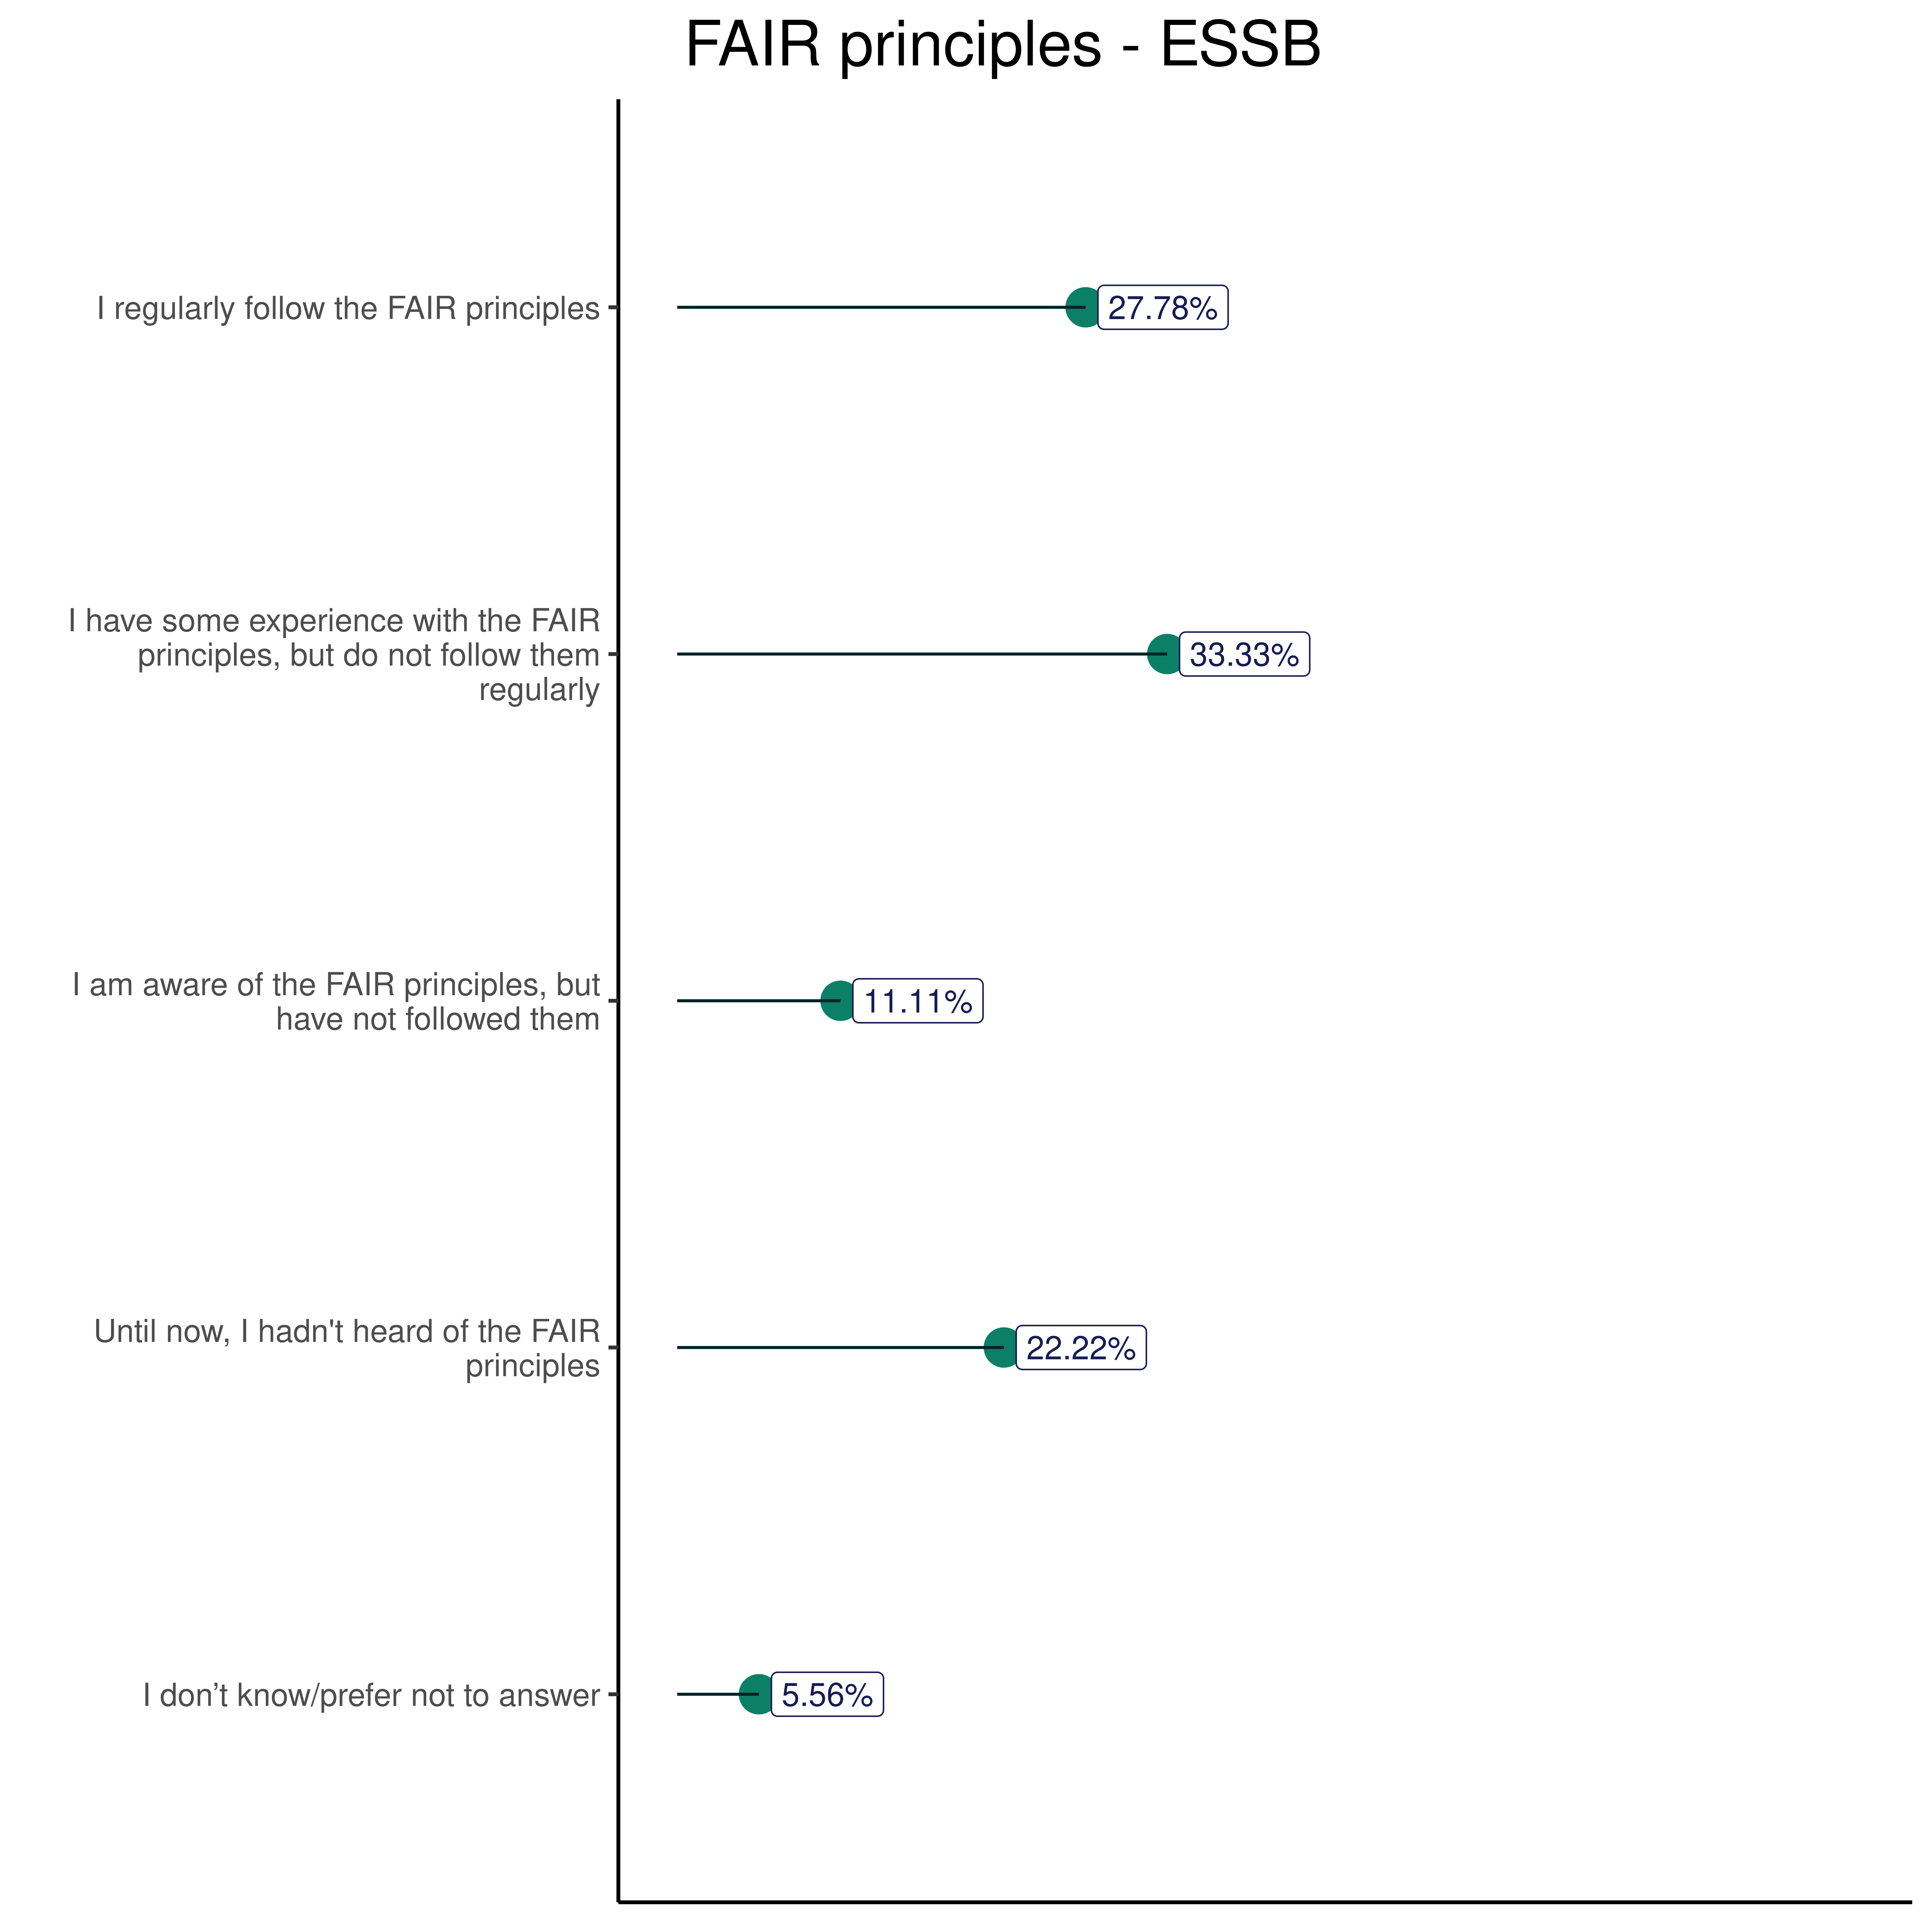 FAIR principles - ESSB
I regularly follow the FAIR principles
27.78%
I have some experience with the FAIR
principles, but do not follow them
regularly
33.33%
I am aware of the FAIR principles, but
have not followed them
11.11%
Until now, I hadn't heard of the FAIR
principles
22.22%
I don’t know/prefer not to answer
5.56%